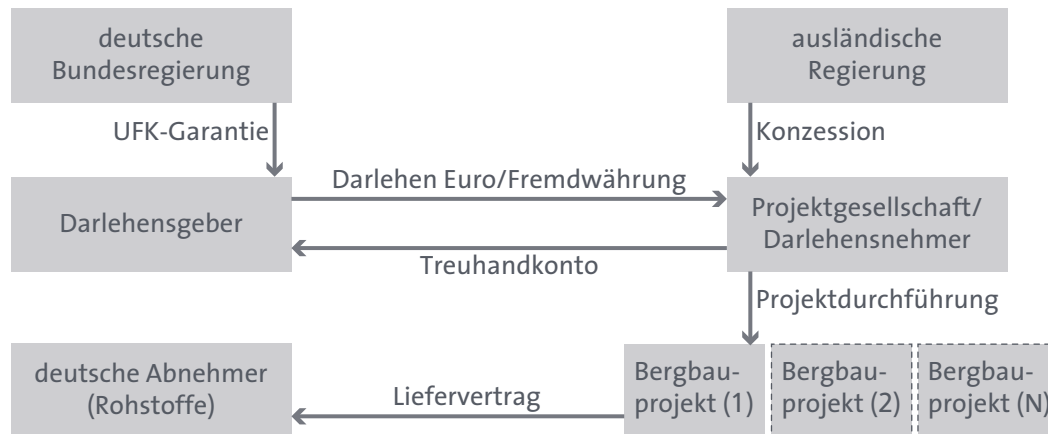 deutsche
Bundesregierung
ausländische
Regierung
UFK-Garantie
Konzession
Darlehen Euro/Fremdwährung
Darlehensgeber
Projektgesellschaft/
Darlehensnehmer
Treuhandkonto
Projektdurchführung
deutsche Abnehmer
(Rohstoffe)
Liefervertrag
Bergbau-
projekt (1)
Bergbau-
projekt (2)
Bergbau-
projekt (N)